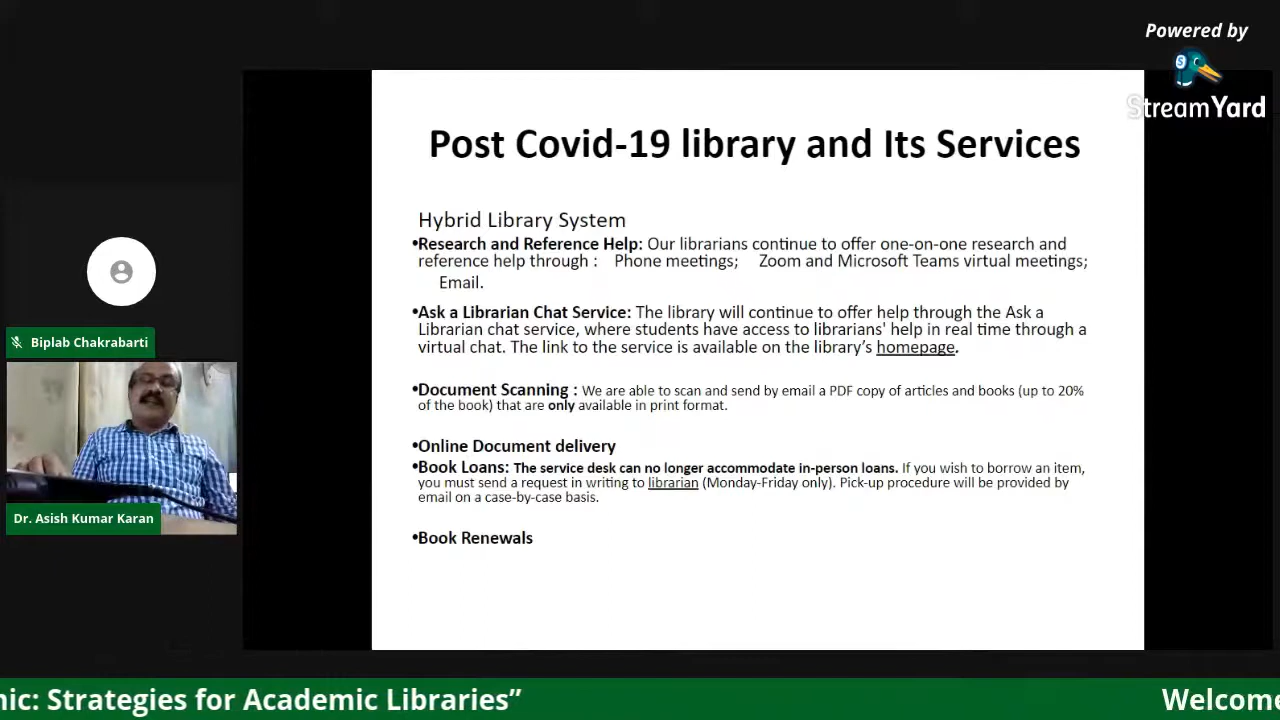 Powered by
StreamYard
Post Covid-19 library and Its Services
Hybrid Library System
•Research and Reference Help: Our librarians continue to offer one-on-one research and
reference help through : Phone meetings; Zoom and Microsoft Teams virtual meetings;
Email.
•Ask a Librarian Chat Service: The library will continue to offer help through the Ask a
Librarian chat service, where students have access to librarians' help in real time through a
virtual chat. The link to the service is available on the library’s homepage.
•Document Scanning : We are able to scan and send by email a PDF copy of articles and books (up to 20%
of the book) that are only available in print format.
•Online Document delivery
•Book Loans: The service desk can no longer accommodate in-person loans. If you wish to borrow an item,
you must send a request in writing to librarian (Monday-Friday only). Pick-up procedure will be provided by
email on a case-by-case basis.
•Book Renewals
Biplab Chakrabarti
Dr. Asish Kumar Karan
nic: Strategies for Academic Libraries” Welcome